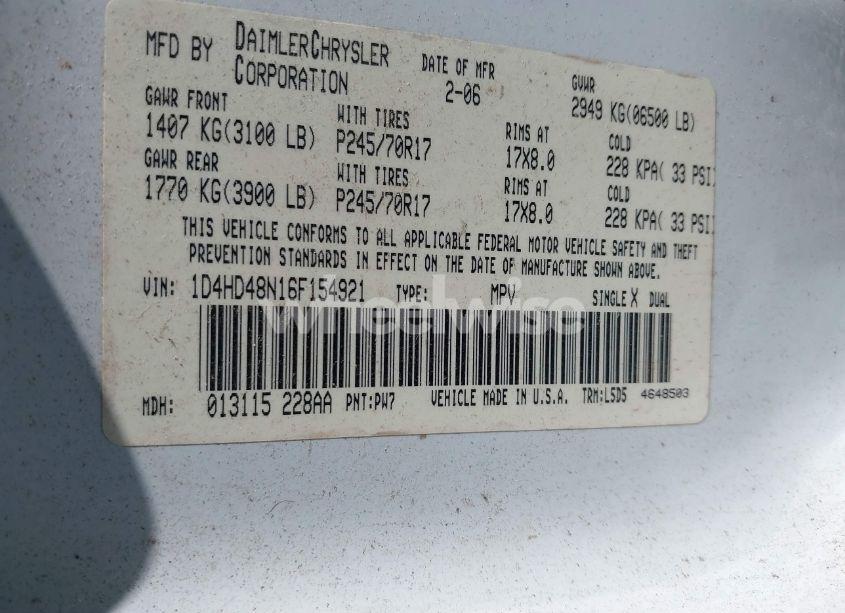 MFD BY DAIMLERCHRYSLER CORPORATION DATE OF MFR 2-06 GVWR 2949 KG(06500 LB)
GAWR FRONT WITH TIRES RIMS AT COLD
1407 KG(3100 LB) P245/70R17 17X8.0 228 KPA( 33 PSI)
GAWR REAR WITH TIRES RIMS AT COLD
1770 KG(3900 LB) P245/70R17 17X8.0 228 KPA( 33 PSI)
THIS VEHICLE CONFORMS TO ALL APPLICABLE FEDERAL MOTOR VEHICLE SAFETY AND THEFT
PREVENTION STANDARDS IN EFFECT ON THE DATE OF MANUFACTURE SHOWN ABOVE.
VIN: 1D4HD48N16F154921 TYPE: MPV SINGLE X DUAL
wheelwise
MDH: 013115 228AA PNT:PW7 VEHICLE MADE IN U.S.A. TRM:L5D5 4648503